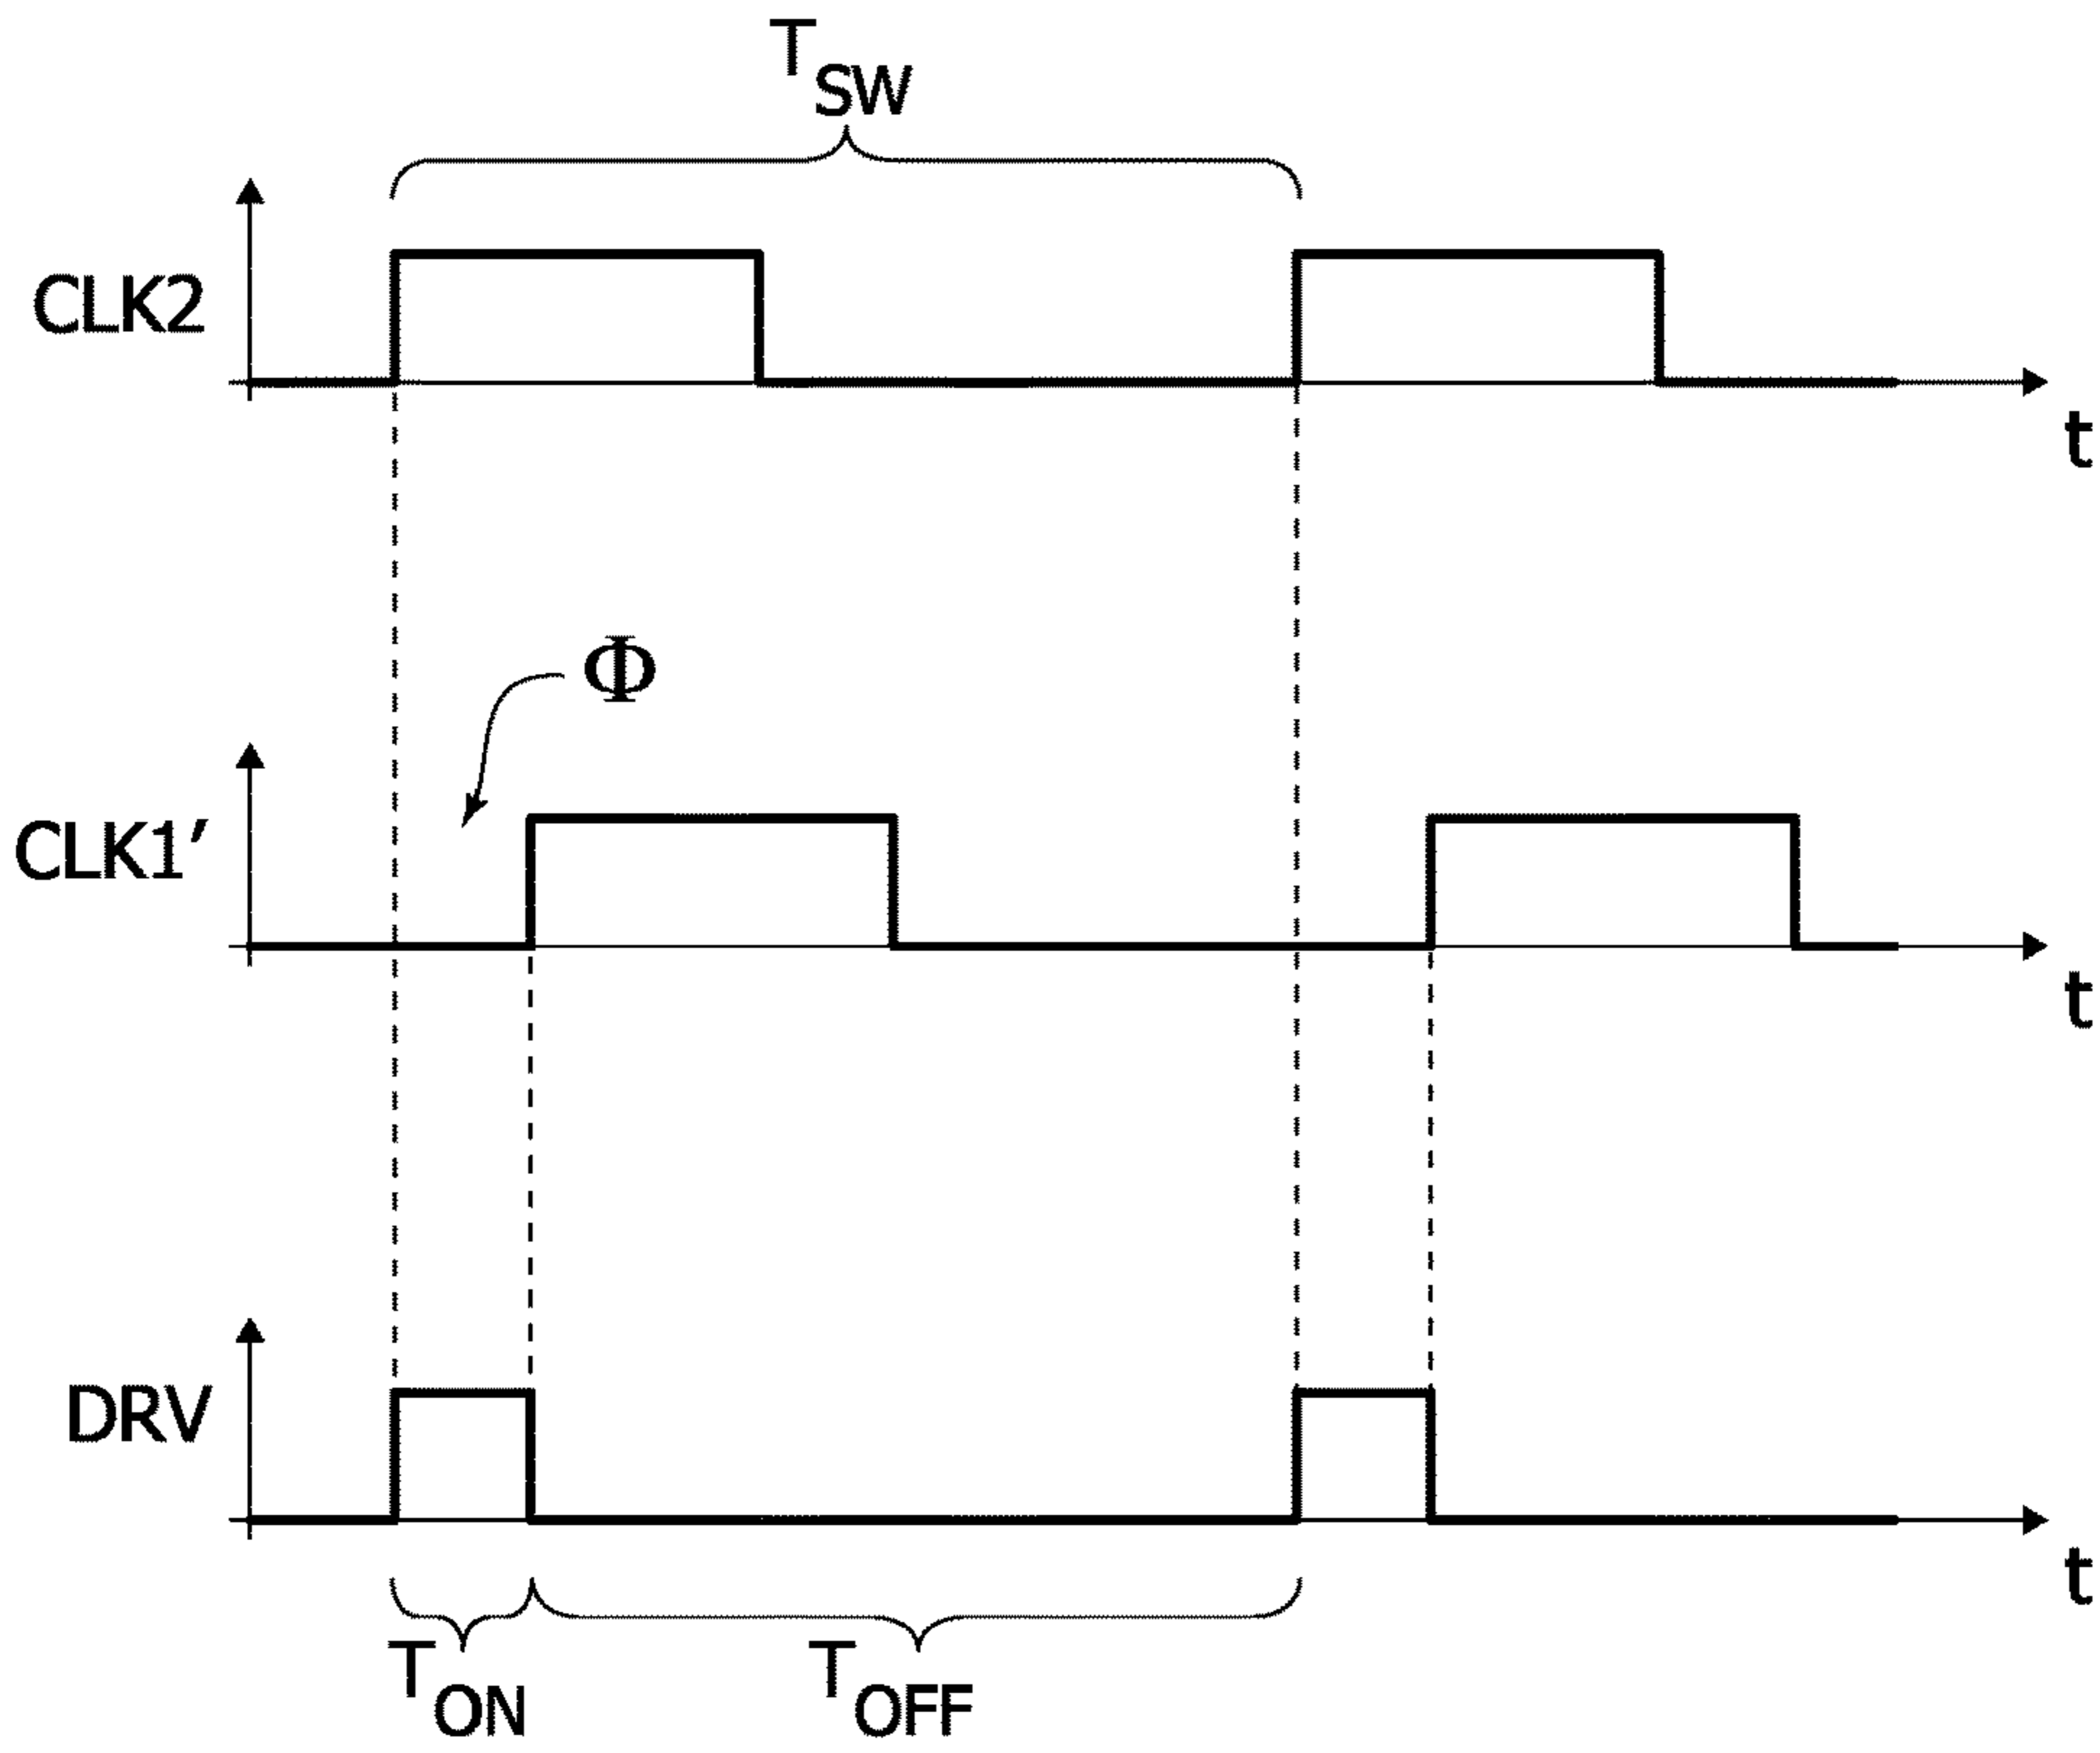 T_SW
CLK2
t
Φ
CLK1′
t
DRV
t
T_ON
T_OFF